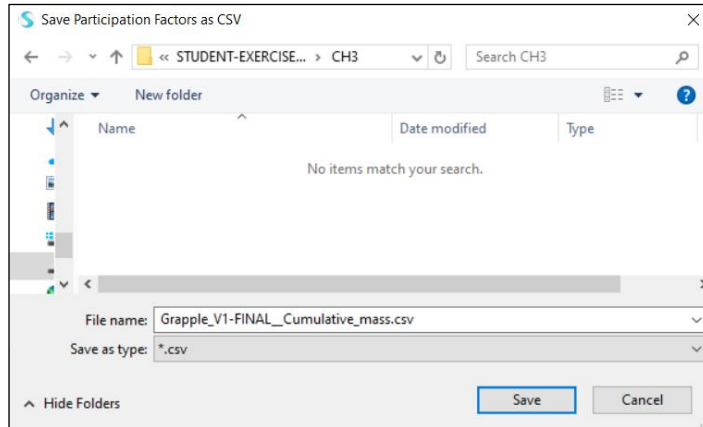 Save Participation Factors as CSV
« STUDENT-EXERCISE... › CH3
Search CH3
Organize
New folder
Name
Date modified
Type
No items match your search.
File name: Grapple_V1-FINAL__Cumulative_mass.csv
Save as type: *.csv
Hide Folders
Save
Cancel